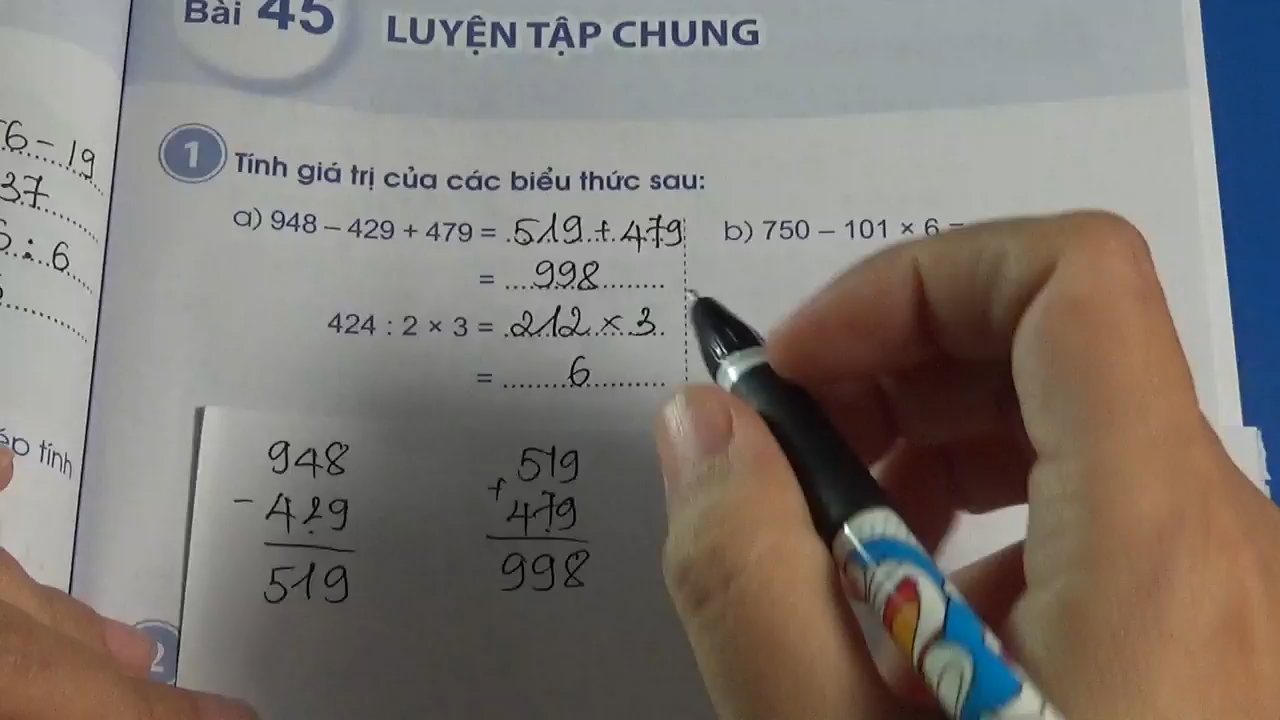 Bài 45
LUYỆN TẬP CHUNG
6 – 19
37
6
ép tính
1 Tính giá trị của các biểu thức sau:
a) 948 – 429 + 479 = 519 + 479
= 998
424 : 2 × 3 = 212 × 3
= 6
b) 750 – 101 × 6 =
948
- 429
519
519
+ 479
998
2